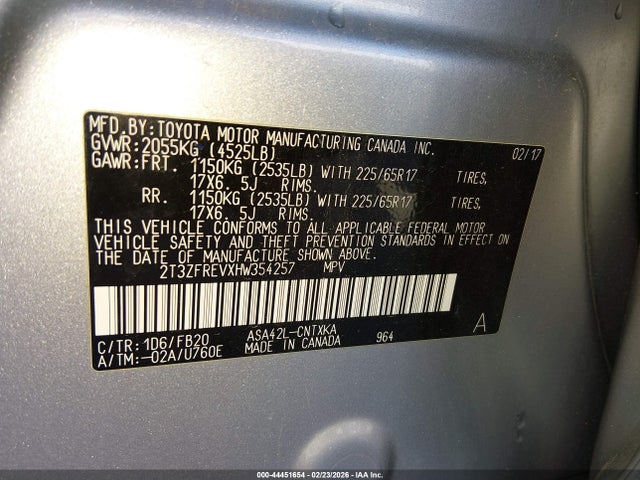 MFD. BY: TOYOTA MOTOR MANUFACTURING CANADA INC.
GVWR: 2055KG (4525LB) 02/17
GAWR: FRT. 1150KG (2535LB) WITH 225/65R17 TIRES,
17X6. 5J RIMS.
RR. 1150KG (2535LB) WITH 225/65R17 TIRES,
17X6. 5J RIMS.
THIS VEHICLE CONFORMS TO ALL APPLICABLE FEDERAL MOTOR
VEHICLE SAFETY AND THEFT PREVENTION STANDARDS IN EFFECT ON
THE DATE OF MANUFACTURE SHOWN ABOVE.
2T3ZFREVXHW354257 MPV
C/TR: 1D6/FB20 ASA42L-CNTXKA 964 A
A/TM: -02A/U760E MADE IN CANADA
000-44451654 - 02/23/2026 - IAA Inc.